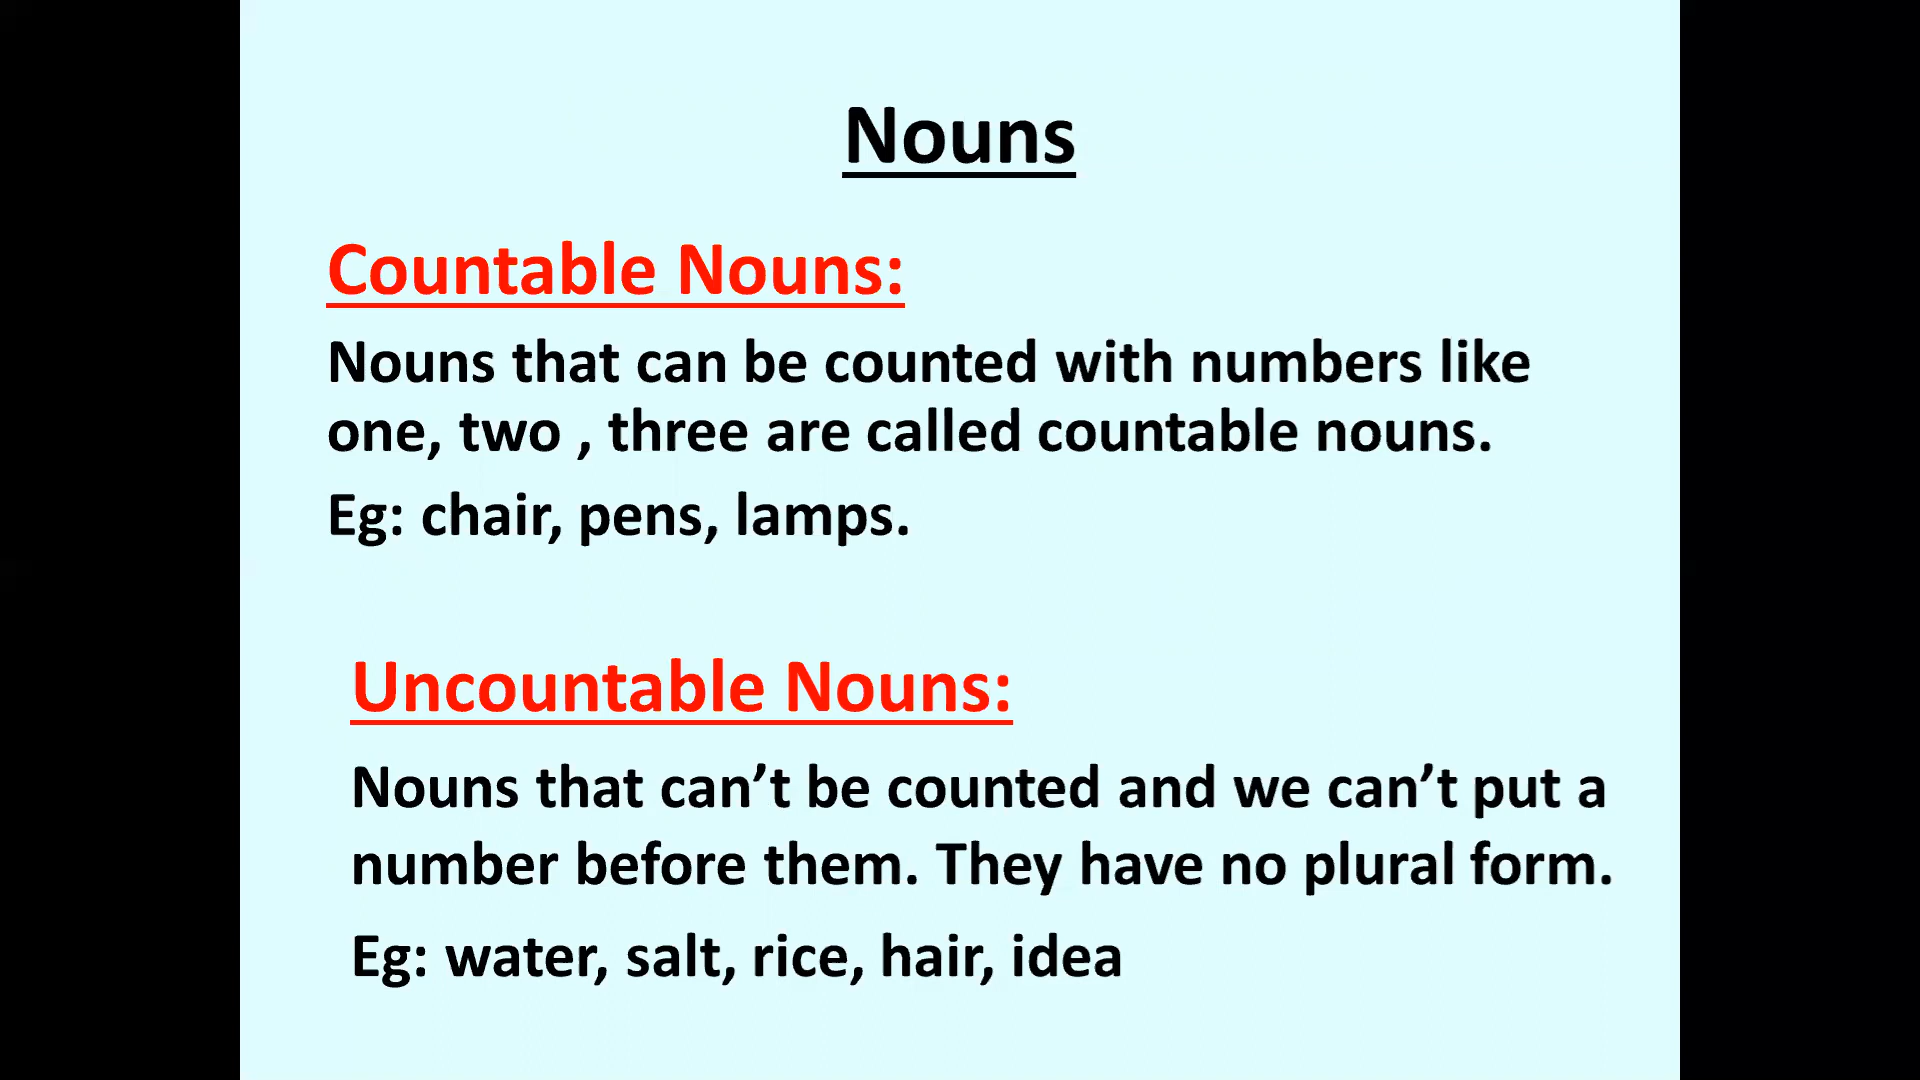 Nouns
Countable Nouns:
Nouns that can be counted with numbers like
one, two , three are called countable nouns.
Eg: chair, pens, lamps.
Uncountable Nouns:
Nouns that can’t be counted and we can’t put a
number before them. They have no plural form.
Eg: water, salt, rice, hair, idea